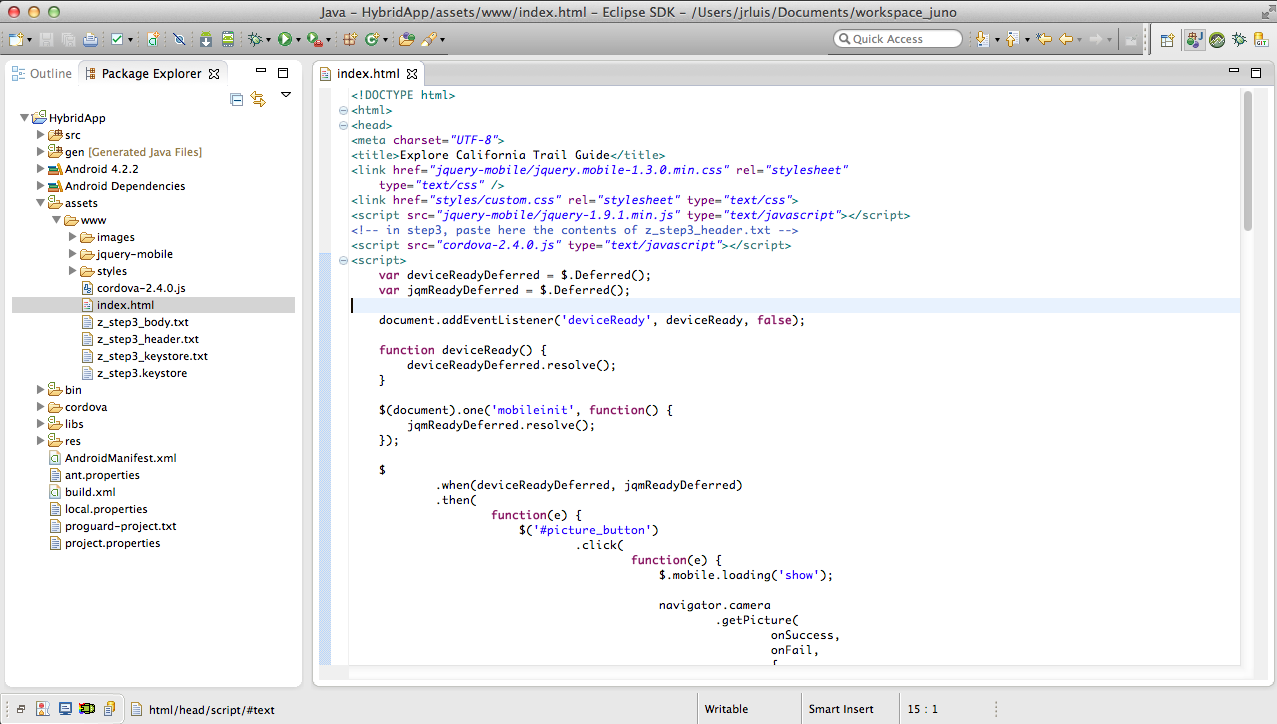 Java – HybridApp/assets/www/index.html – Eclipse SDK – /Users/jrluis/Documents/workspace_juno
Quick Access
Outline
Package Explorer
HybridApp
src
gen [Generated Java Files]
Android 4.2.2
Android Dependencies
assets
www
images
jquery-mobile
styles
cordova-2.4.0.js
index.html
z_step3_body.txt
z_step3_header.txt
z_step3_keystore.txt
z_step3.keystore
bin
cordova
libs
res
AndroidManifest.xml
ant.properties
build.xml
local.properties
proguard-project.txt
project.properties
index.html
<!DOCTYPE html>
<html>
<head>
<meta charset="UTF-8">
<title>Explore California Trail Guide</title>
<link href="jquery-mobile/jquery.mobile-1.3.0.min.css" rel="stylesheet"
    type="text/css" />
<link href="styles/custom.css" rel="stylesheet" type="text/css">
<script src="jquery-mobile/jquery-1.9.1.min.js" type="text/javascript"></script>
<!-- in step3, paste here the contents of z_step3_header.txt -->
<script src="cordova-2.4.0.js" type="text/javascript"></script>
<script>
    var deviceReadyDeferred = $.Deferred();
    var jqmReadyDeferred = $.Deferred();
    document.addEventListener('deviceReady', deviceReady, false);
    function deviceReady() {
        deviceReadyDeferred.resolve();
    }
    $(document).one('mobileinit', function() {
        jqmReadyDeferred.resolve();
    });
    $
            .when(deviceReadyDeferred, jqmReadyDeferred)
            .then(
                    function(e) {
                        $('#picture_button')
                                .click(
                                        function(e) {
                                            $.mobile.loading('show');
                                            navigator.camera
                                                    .getPicture(
                                                            onSuccess,
                                                            onFail,
                                                            {
html/head/script/#text
Writable
Smart Insert
15 : 1